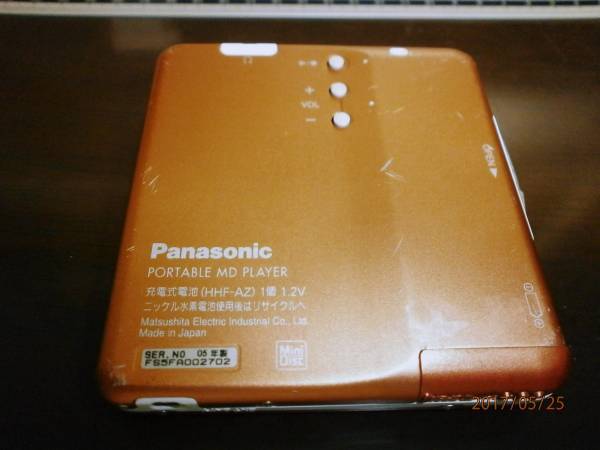 +
VOL
−
OPEN
Panasonic
PORTABLE MD PLAYER
充電式電池(HHF-AZ) 1個 1.2V
ニッケル水素電池使用後はリサイクルへ
Matsushita Electric Industrial Co., Ltd.
Made in Japan
SER. NO 05年製
FS5FA002702
Mini
Disc
2017/05/25